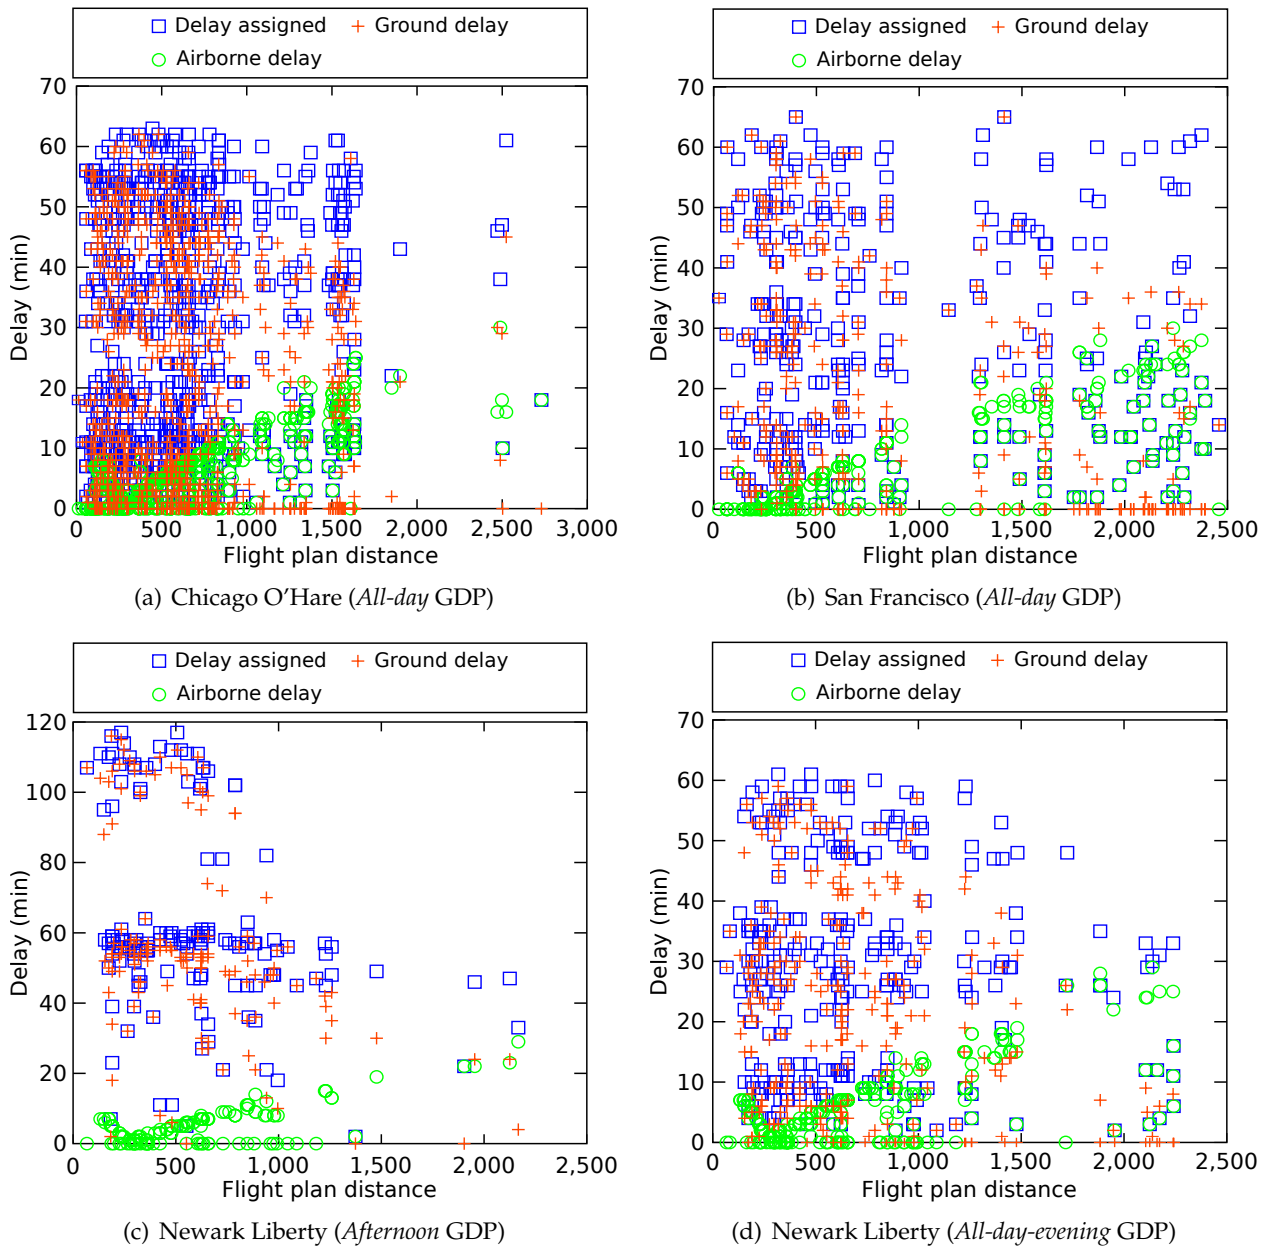 Delay assigned
Ground delay
Airborne delay
70
60
50
40
30
20
10
0
Delay (min)
0
500
1,000
1,500
2,000
2,500
3,000
Flight plan distance
(a) Chicago O'Hare (All-day GDP)
Delay assigned
Ground delay
Airborne delay
70
60
50
40
30
20
10
0
Delay (min)
0
500
1,000
1,500
2,000
2,500
Flight plan distance
(b) San Francisco (All-day GDP)
Delay assigned
Ground delay
Airborne delay
120
100
80
60
40
20
0
Delay (min)
0
500
1,000
1,500
2,000
2,500
Flight plan distance
(c) Newark Liberty (Afternoon GDP)
Delay assigned
Ground delay
Airborne delay
70
60
50
40
30
20
10
0
Delay (min)
0
500
1,000
1,500
2,000
2,500
Flight plan distance
(d) Newark Liberty (All-day-evening GDP)